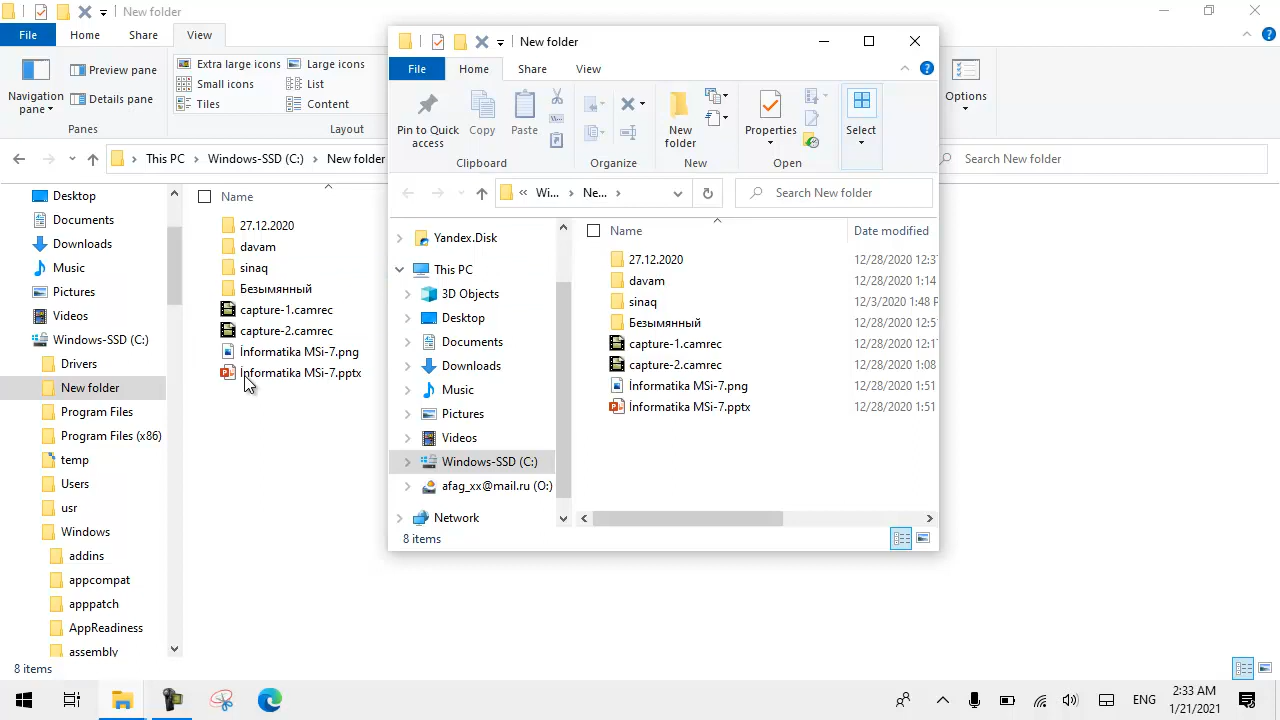 New folder
File Home Share View
Navigation pane
Preview pane
Details pane
Panes
Extra large icons Large icons
Small icons List
Tiles Content
Layout
Options
This PC Windows-SSD (C:) New folder
Search New folder
Desktop
Documents
Downloads
Music
Pictures
Videos
Windows-SSD (C:)
Drivers
New folder
Program Files
Program Files (x86)
temp
Users
usr
Windows
addins
appcompat
apppatch
AppReadiness
assembly
Name
27.12.2020
davam
sinaq
Безымянный
capture-1.camrec
capture-2.camrec
İnformatika MSi-7.png
İnformatika MSi-7.pptx
8 items
New folder
File Home Share View
Pin to Quick access
Copy
Paste
Clipboard
Organize
New folder
New
Properties
Open
Select
« Wi... Ne...
Search New folder
Yandex.Disk
This PC
3D Objects
Desktop
Documents
Downloads
Music
Pictures
Videos
Windows-SSD (C:)
afag_xx@mail.ru (O:)
Network
Name Date modified
27.12.2020 12/28/2020 12:37
davam 12/28/2020 1:14
sinaq 12/3/2020 1:48 P
Безымянный 12/28/2020 12:5
capture-1.camrec 12/28/2020 12:1
capture-2.camrec 12/28/2020 1:08
İnformatika MSi-7.png 12/28/2020 1:51
İnformatika MSi-7.pptx 12/28/2020 1:51
8 items
ENG
2:33 AM
1/21/2021